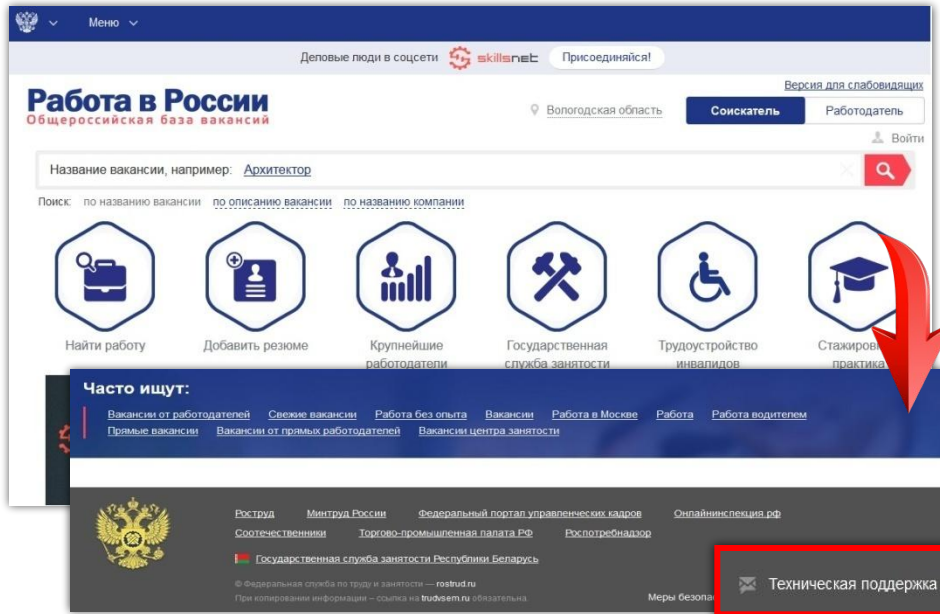 Меню
Деловые люди в соцсети skillsnet Присоединяйся!
Версия для слабовидящих
Работа в России
Общероссийская база вакансий
Вологодская область Соискатель Работодатель
Войти
Название вакансии, например: Архитектор
Поиск: по названию вакансии по описанию вакансии по названию компании
Найти работу
Добавить резюме
Крупнейшие
работодатели
Государственная
служба занятости
Трудоустройство
инвалидов
практика
Часто ищут:
Вакансии от работодателей Свежие вакансии Работа без опыта Вакансии Работа в Москве Работа Работа водителем
Прямые вакансии Вакансии от прямых работодателей Вакансии центра занятости
Роструд Минтруд России Федеральный портал управленческих кадров Онлайнинспекция.рф
Соотечественники Торгово-промышленная палата РФ Роспотребнадзор
Государственная служба занятости Республики Беларусь
© Федеральная служба по труду и занятости — rostrud.ru
При копировании информации – ссылка на trudvsem.ru обязательна.
Меры
Техническая поддержка